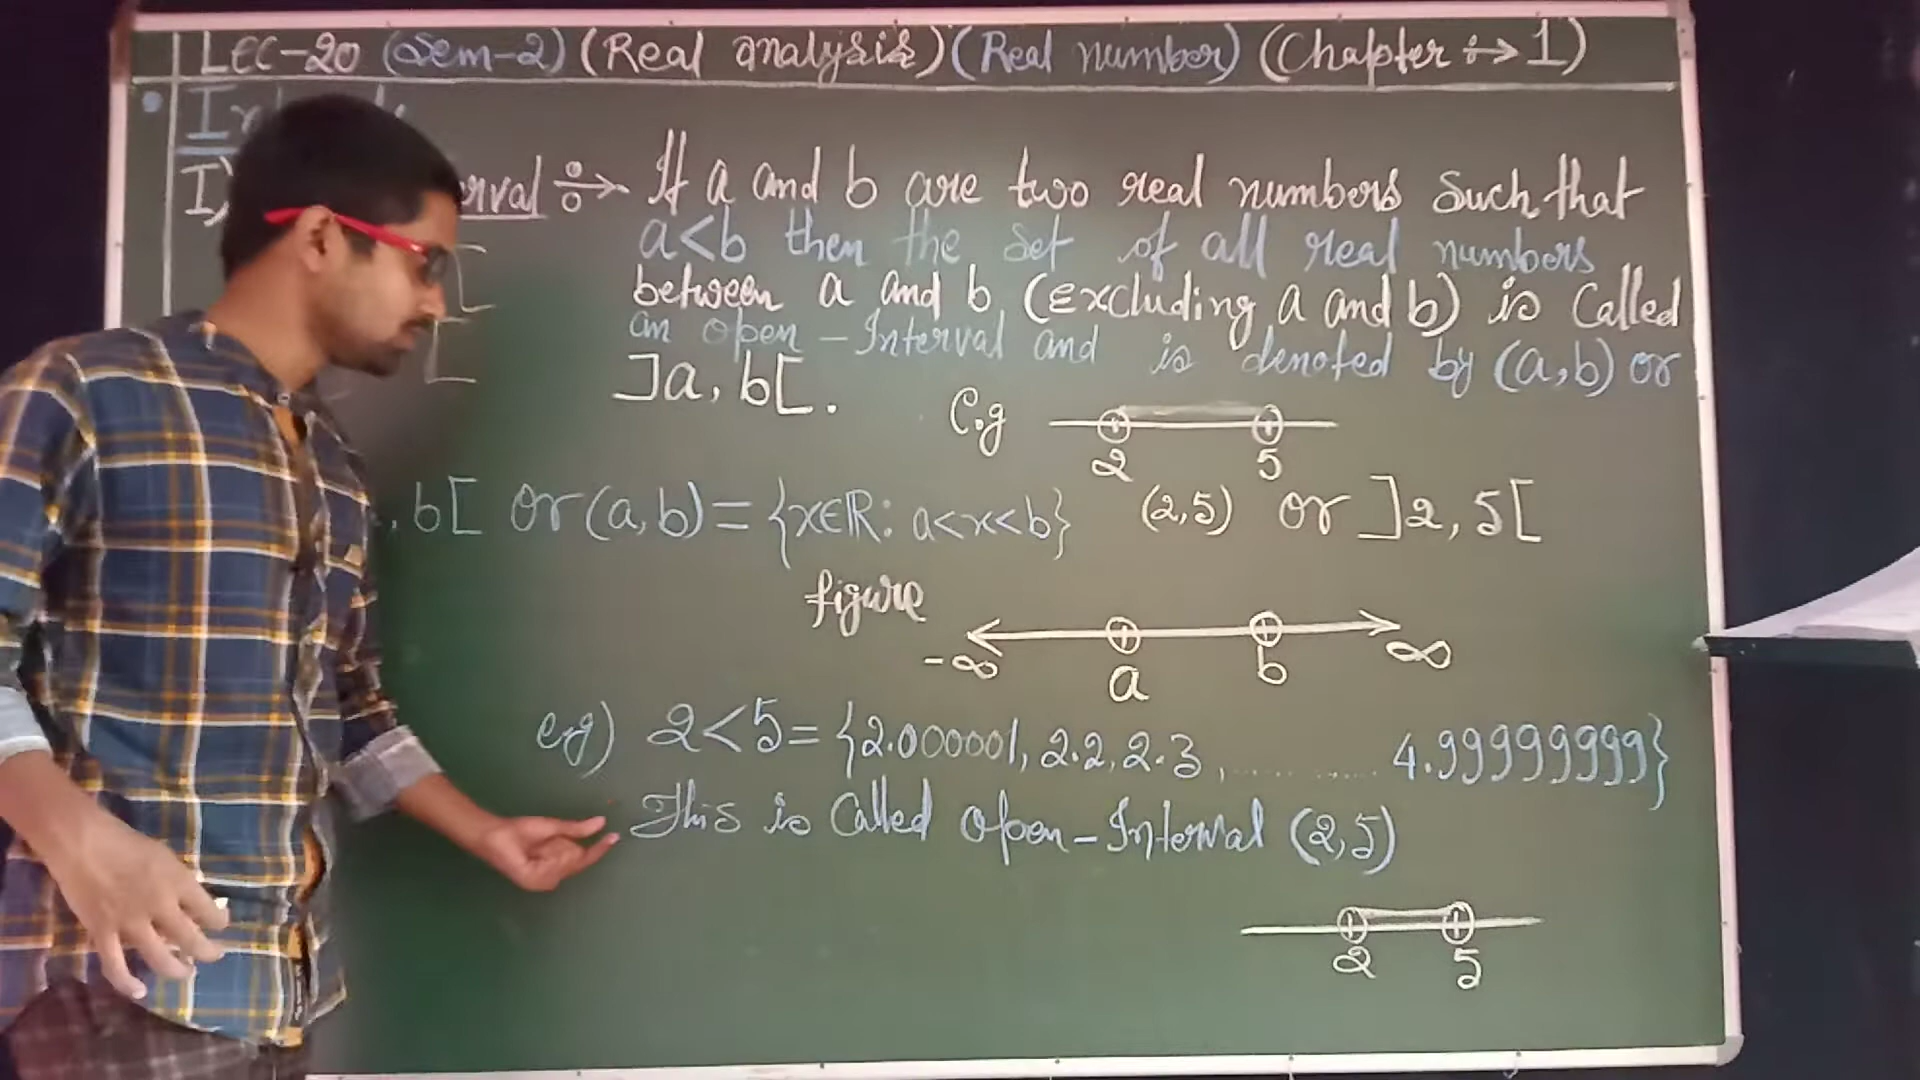 Lec-20 (Sem-2) (Real analysis) (Real number) (Chapter ÷→ 1)
I)
If a and b are two real numbers such that
a<b then the set of all real numbers
between a and b (Excluding a and b) is Called
an open-Interval and is denoted by (a,b) or
]a, b[.
e.g
2 5
, b[ or (a,b) = {x∈R: a<x<b}
(2,5) or ]2, 5[
figure
-∞ a b ∞
e.g) 2<5 = {2.000001, 2.2, 2.3, ........... 4.99999999}
This is Called open-Interval (2,5)
2 5